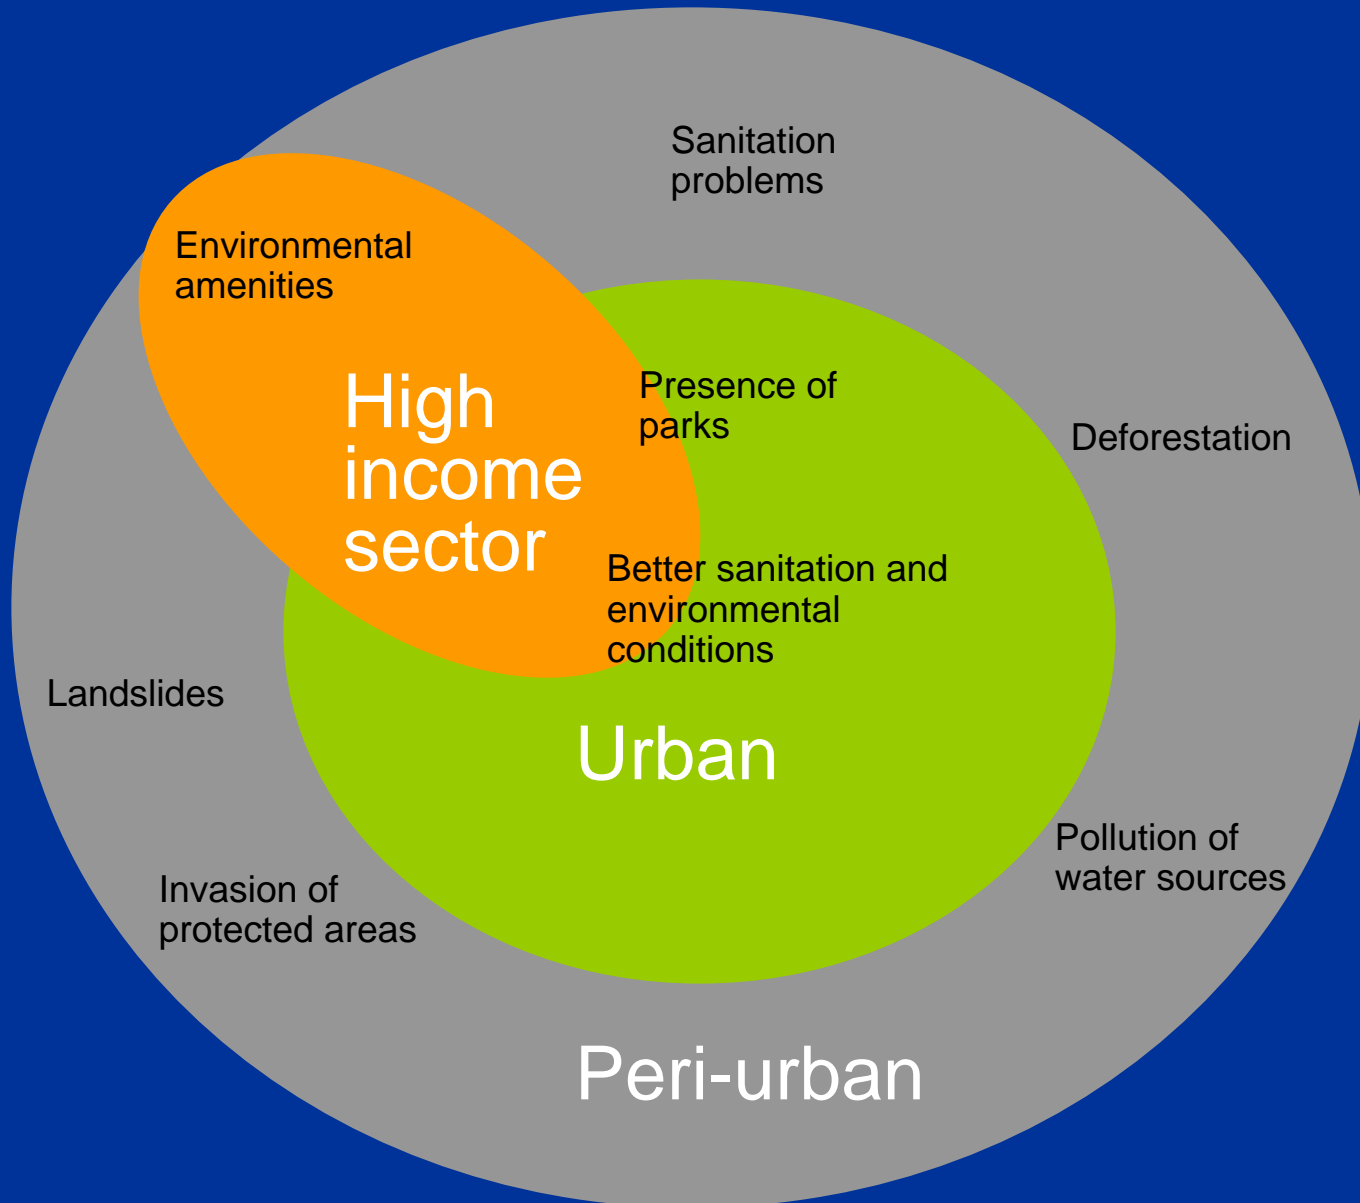 Sanitation
problems
Environmental
amenities
High
income
sector
Presence of
parks
Deforestation
Better sanitation and
environmental
conditions
Landslides
Urban
Pollution of
water sources
Invasion of
protected areas
Peri-urban